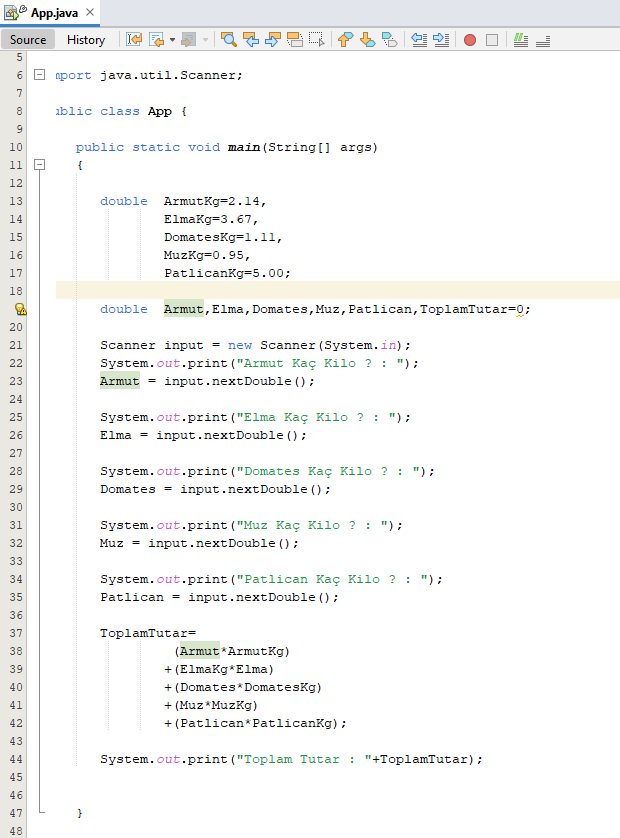 App.java
Source History
5
6 mport java.util.Scanner;
7
8 ublic class App {
9
10 public static void main(String[] args)
11 {
12
13 double ArmutKg=2.14,
14 ElmaKg=3.67,
15 DomatesKg=1.11,
16 MuzKg=0.95,
17 PatlicanKg=5.00;
18
double Armut,Elma,Domates,Muz,Patlican,ToplamTutar=0;
20
21 Scanner input = new Scanner(System.in);
22 System.out.print("Armut Kaç Kilo ? : ");
23 Armut = input.nextDouble();
24
25 System.out.print("Elma Kaç Kilo ? : ");
26 Elma = input.nextDouble();
27
28 System.out.print("Domates Kaç Kilo ? : ");
29 Domates = input.nextDouble();
30
31 System.out.print("Muz Kaç Kilo ? : ");
32 Muz = input.nextDouble();
33
34 System.out.print("Patlican Kaç Kilo ? : ");
35 Patlican = input.nextDouble();
36
37 ToplamTutar=
38 (Armut*ArmutKg)
39 +(ElmaKg*Elma)
40 +(Domates*DomatesKg)
41 +(Muz*MuzKg)
42 +(Patlican*PatlicanKg);
43
44 System.out.print("Toplam Tutar : "+ToplamTutar);
45
46
47 }
48